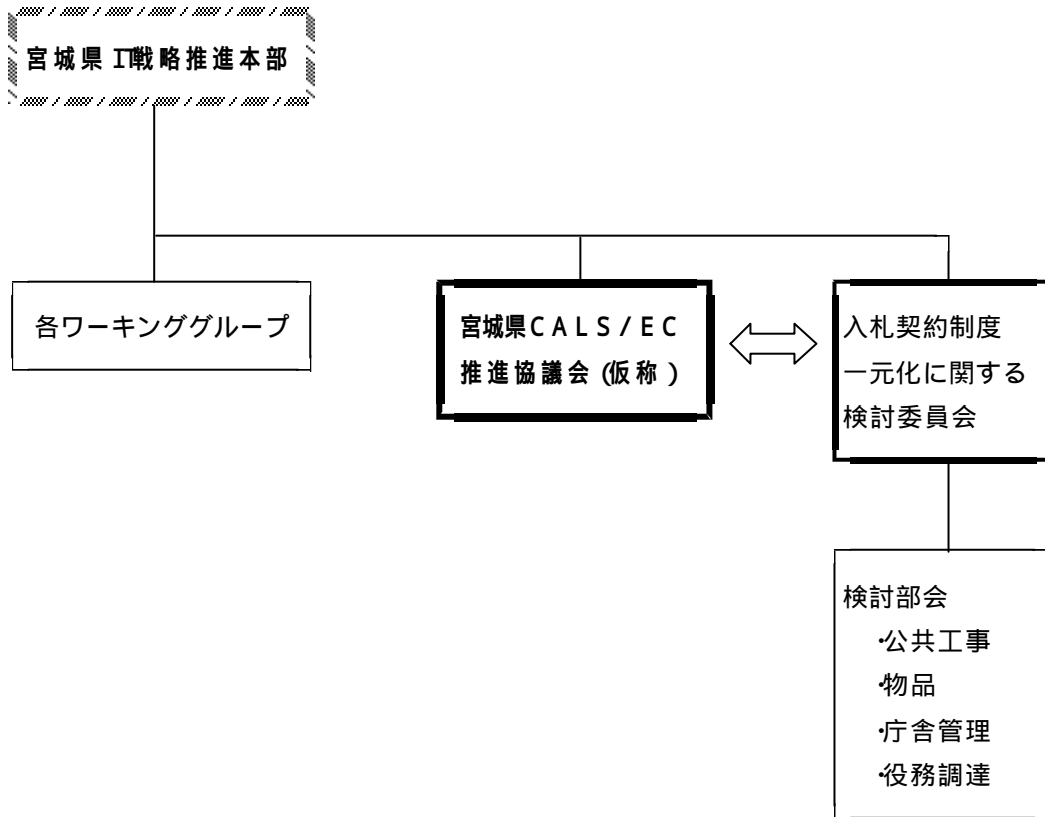 宮城県IT戦略推進本部
各ワーキンググループ
宮城県CALS/EC
推進協議会(仮称)
入札契約制度
一元化に関する
検討委員会
検討部会
・公共工事
・物品
・庁舎管理
・役務調達